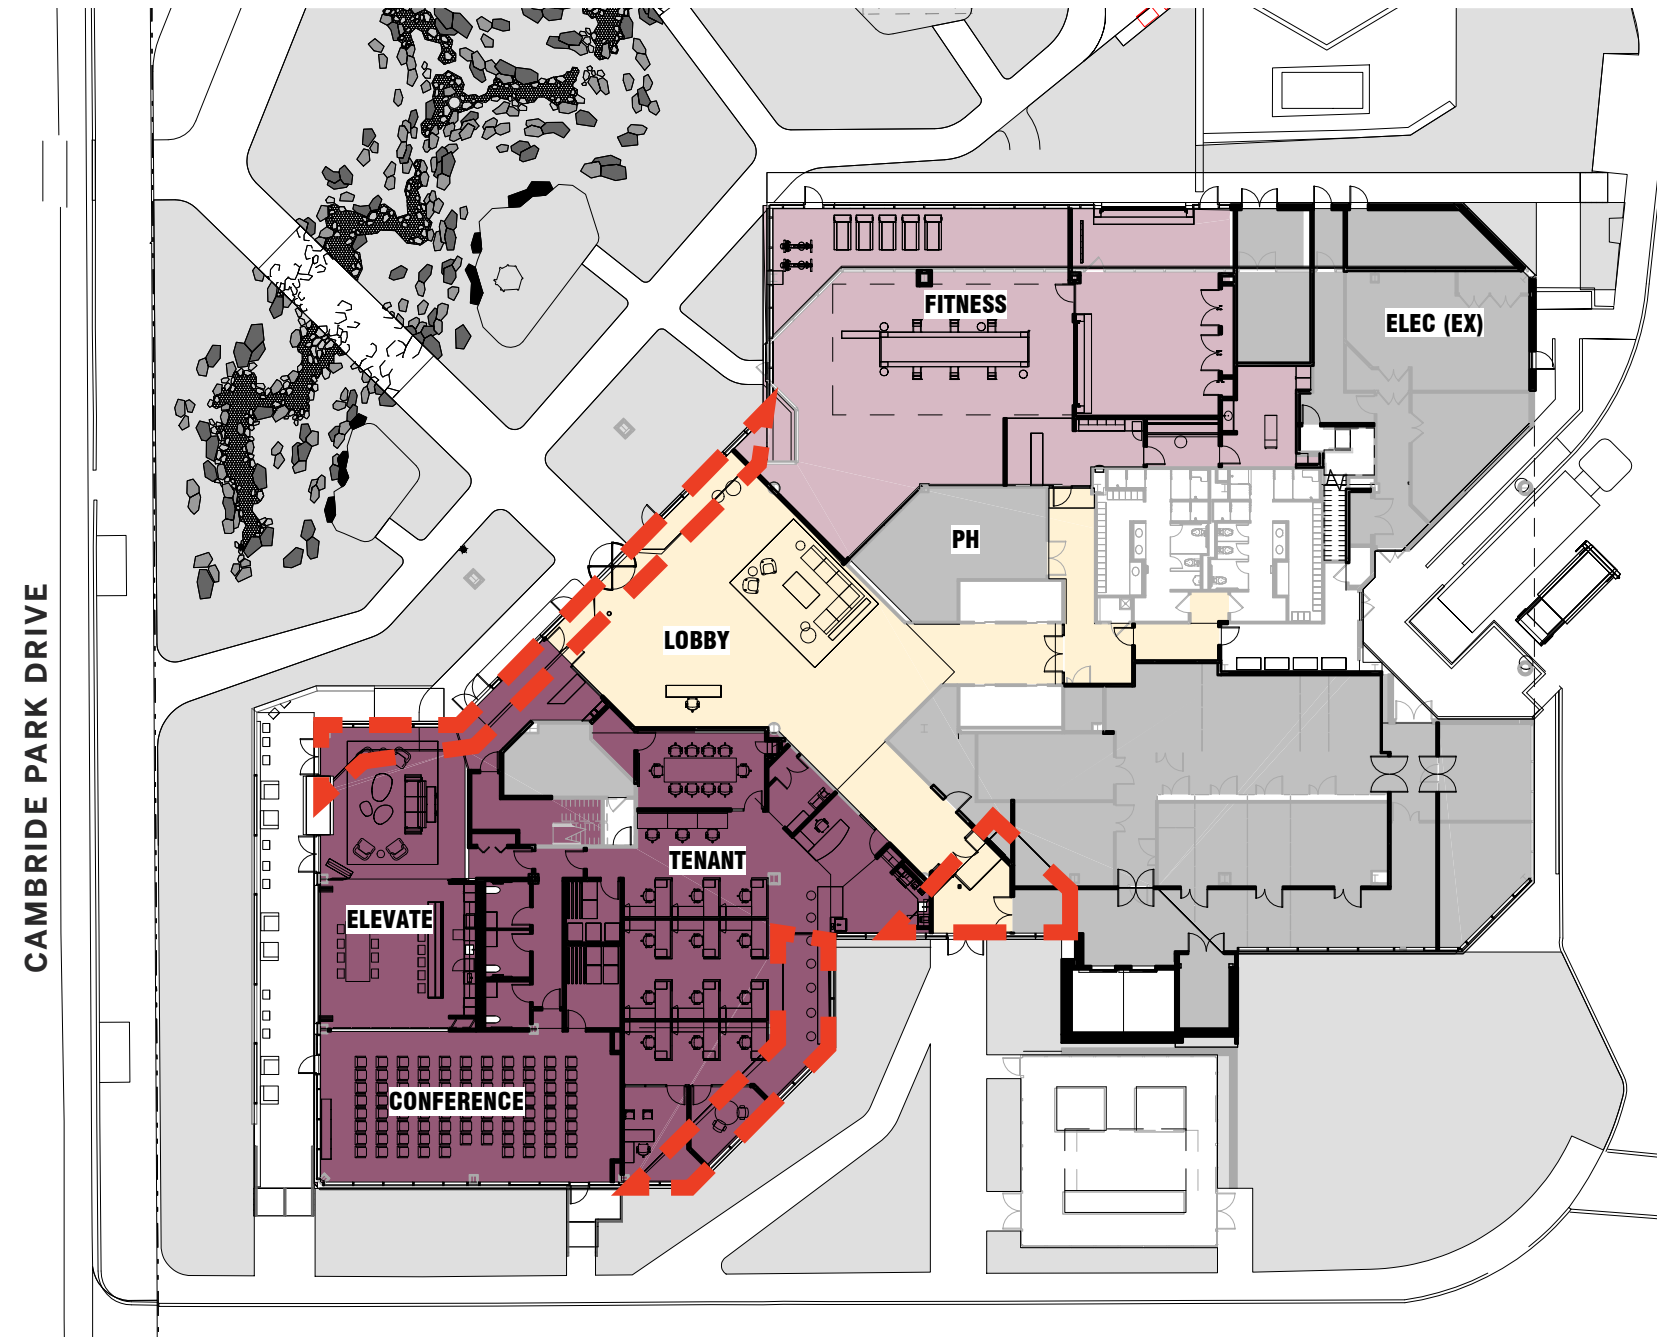 FITNESS
ELEC (EX)
PH
LOBBY
TENANT
ELEVATE
CONFERENCE
CAMBRIDE PARK DRIVE